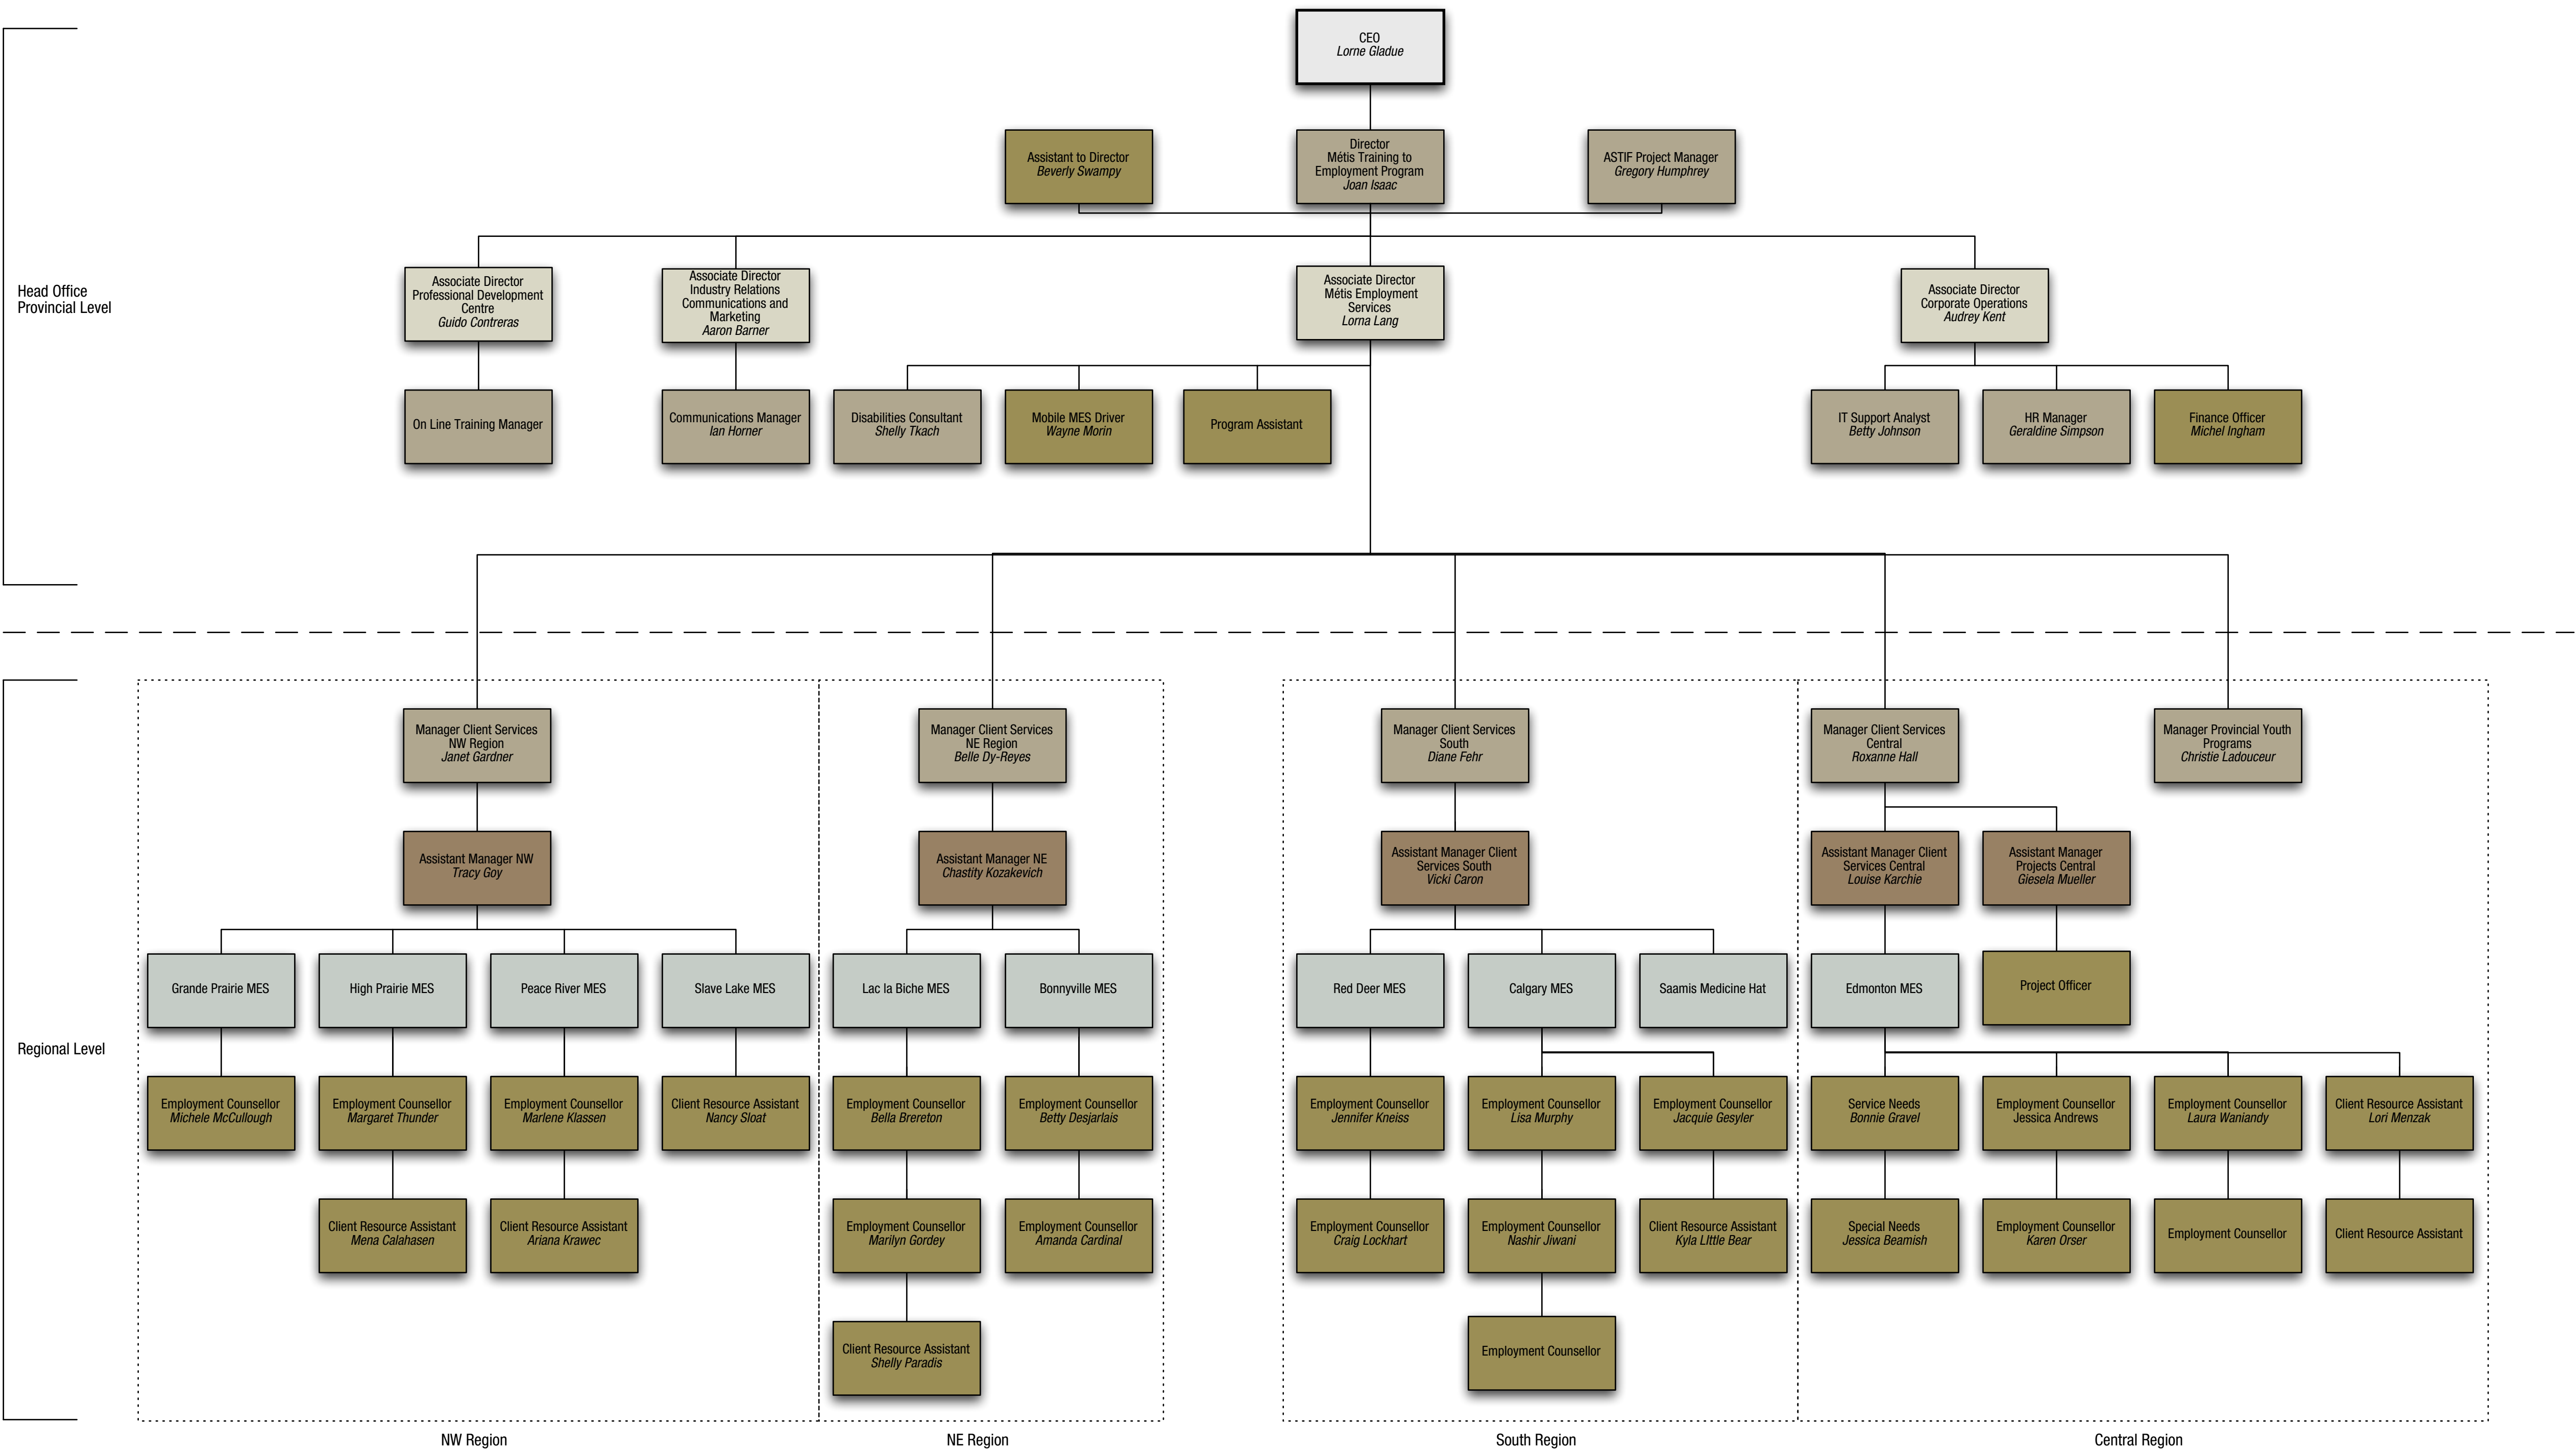 CEO
Lorne Gladue
Assistant to Director
Beverly Swampy
Director
Métis Training to
Employment Program
Joan Isaac
ASTIF Project Manager
Gregory Humphrey
Head Office
Provincial Level
Associate Director
Professional Development
Centre
Guido Contreras
Associate Director
Industry Relations
Communications and
Marketing
Aaron Barner
Associate Director
Métis Employment
Services
Lorna Lang
Associate Director
Corporate Operations
Audrey Kent
On Line Training Manager
Communications Manager
Ian Horner
Disabilities Consultant
Shelly Tkach
Mobile MES Driver
Wayne Morin
Program Assistant
IT Support Analyst
Betty Johnson
HR Manager
Geraldine Simpson
Finance Officer
Michel Ingham
Regional Level
Manager Client Services
NW Region
Janet Gardner
Manager Client Services
NE Region
Belle Dy-Reyes
Manager Client Services
South
Diane Fehr
Manager Client Services
Central
Roxanne Hall
Manager Provincial Youth
Programs
Christie Ladouceur
Assistant Manager NW
Tracy Goy
Assistant Manager NE
Chastity Kozakevich
Assistant Manager Client
Services South
Vicki Caron
Assistant Manager Client
Services Central
Louise Karchie
Assistant Manager
Projects Central
Giesela Mueller
Grande Prairie MES
High Prairie MES
Peace River MES
Slave Lake MES
Lac la Biche MES
Bonnyville MES
Red Deer MES
Calgary MES
Saamis Medicine Hat
Edmonton MES
Project Officer
Employment Counsellor
Michele McCullough
Employment Counsellor
Margaret Thunder
Employment Counsellor
Marlene Klassen
Client Resource Assistant
Nancy Sloat
Employment Counsellor
Bella Brereton
Employment Counsellor
Betty Desjarlais
Employment Counsellor
Jennifer Kneiss
Employment Counsellor
Lisa Murphy
Employment Counsellor
Jacquie Gesyler
Service Needs
Bonnie Gravel
Employment Counsellor
Jessica Andrews
Employment Counsellor
Laura Waniandy
Client Resource Assistant
Lori Menzak
Client Resource Assistant
Mena Calahasen
Client Resource Assistant
Ariana Krawec
Employment Counsellor
Marilyn Gordey
Employment Counsellor
Amanda Cardinal
Employment Counsellor
Craig Lockhart
Employment Counsellor
Nashir Jiwani
Client Resource Assistant
Kyla LIttle Bear
Special Needs
Jessica Beamish
Employment Counsellor
Karen Orser
Employment Counsellor
Client Resource Assistant
Client Resource Assistant
Shelly Paradis
Employment Counsellor
NW Region
NE Region
South Region
Central Region